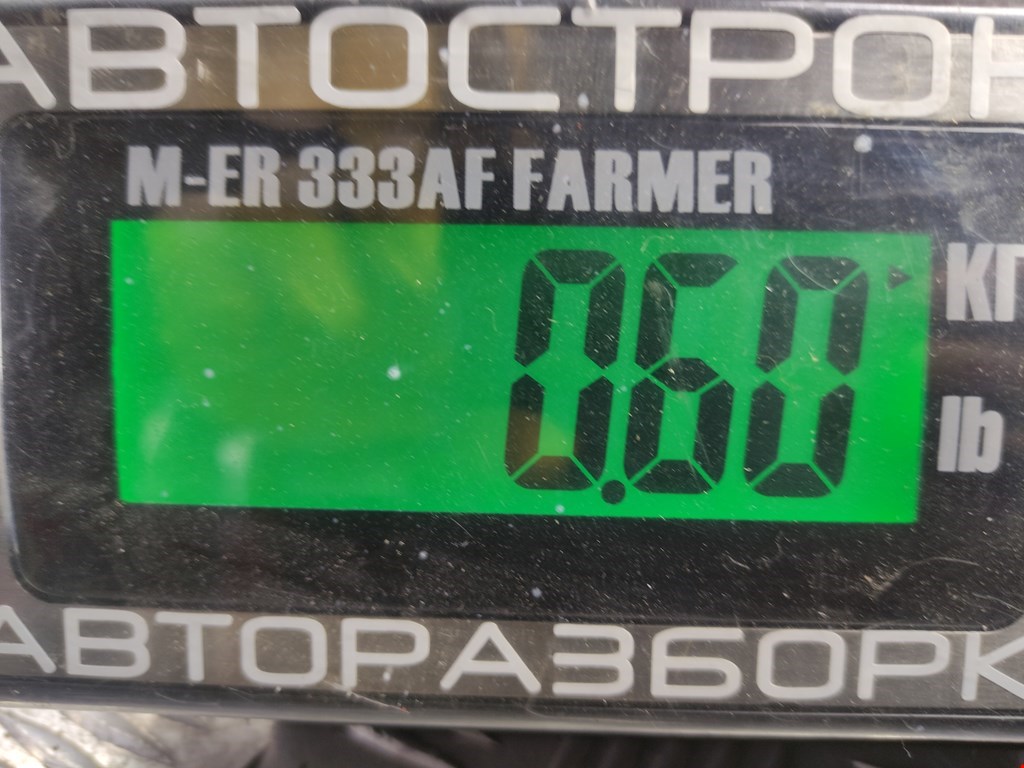 АВТОСТРОН
M-ER 333AF FARMER
0.60
КГ
lb
АВТОРАЗБОРК